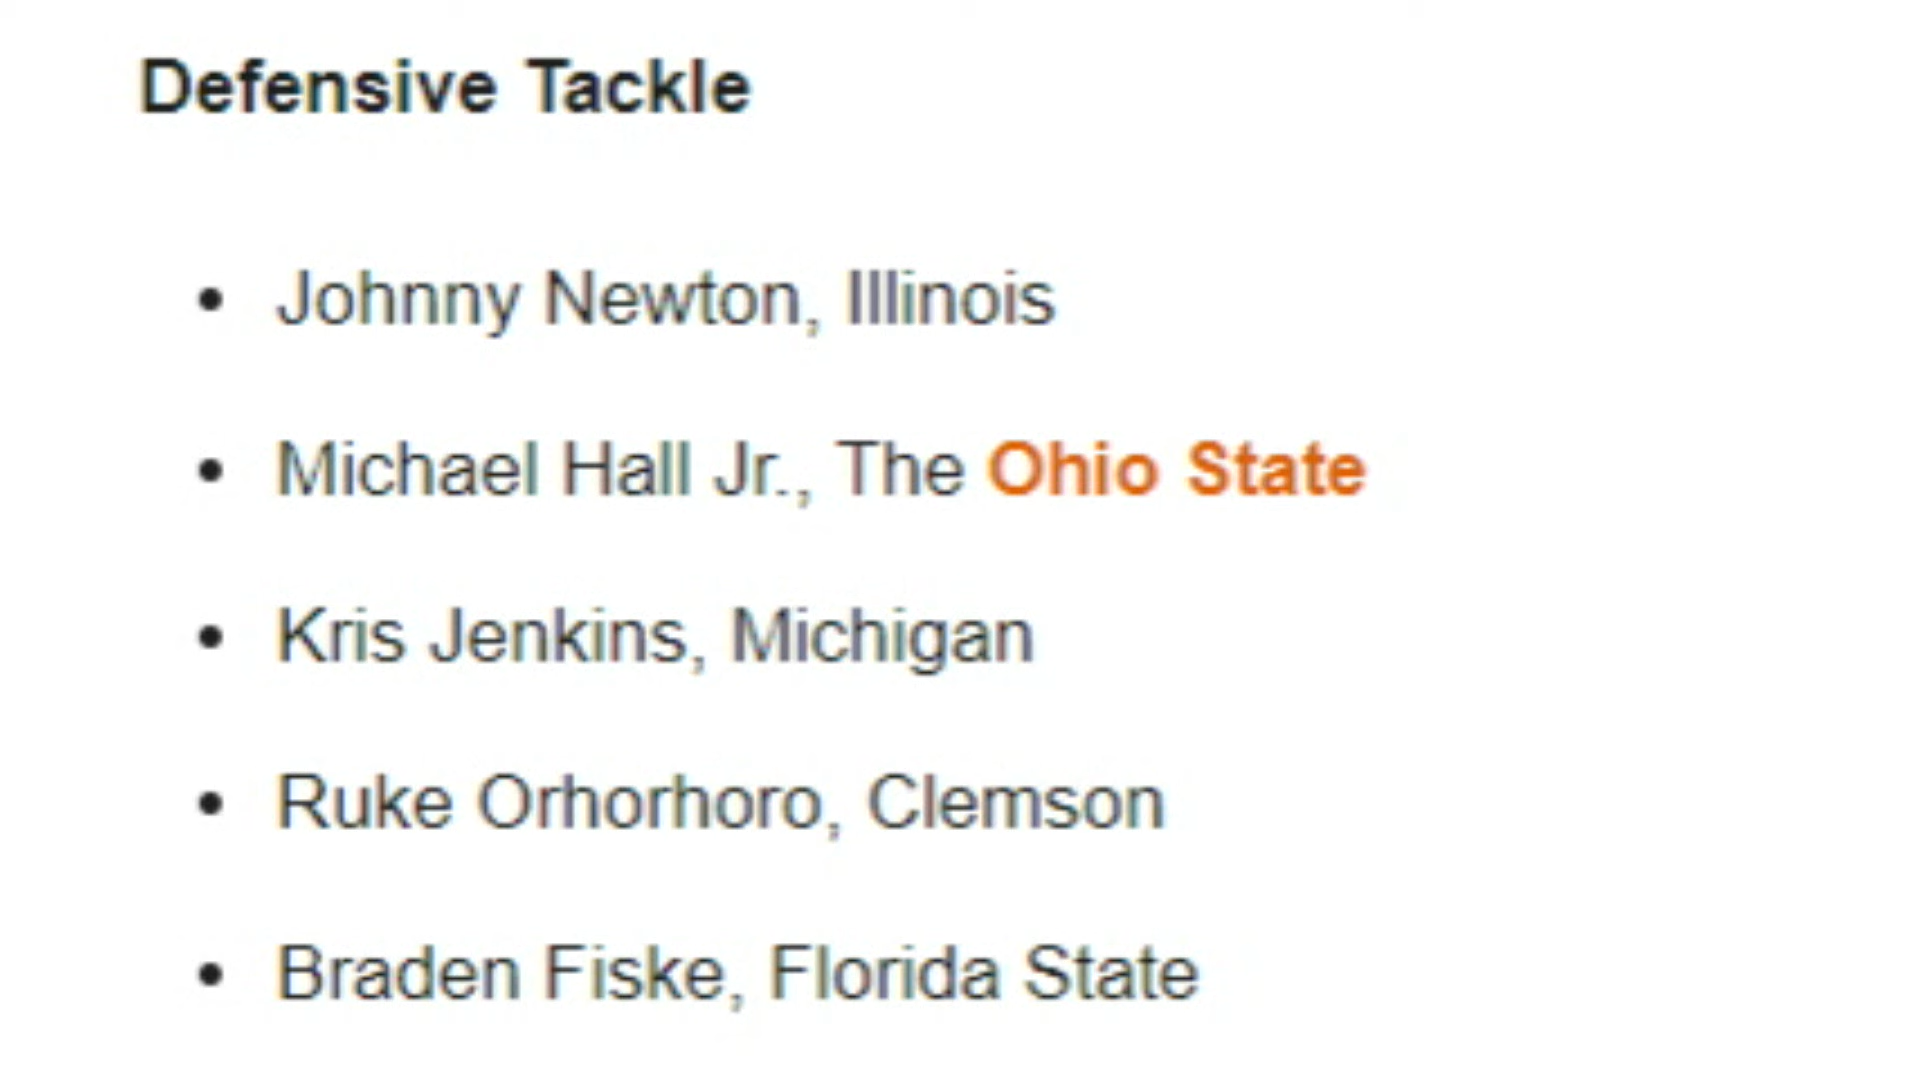 Defensive Tackle
• Johnny Newton, Illinois
• Michael Hall Jr., The Ohio State
• Kris Jenkins, Michigan
• Ruke Orhorhoro, Clemson
• Braden Fiske, Florida State